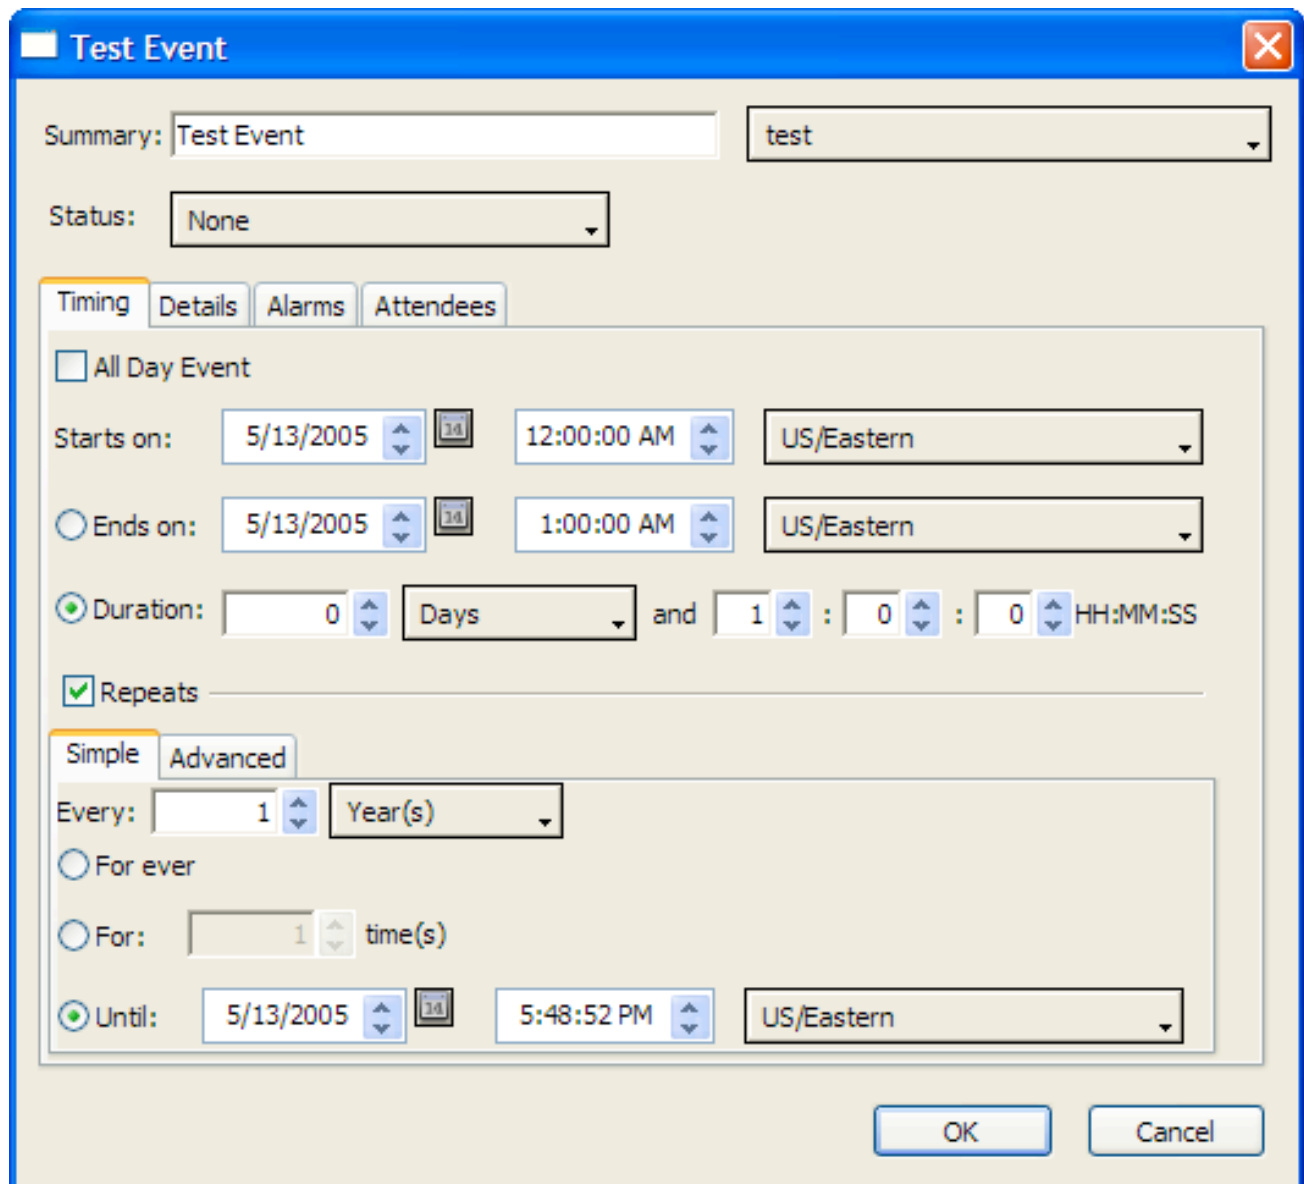 Test Event
Summary: Test Event test
Status: None
Timing Details Alarms Attendees
All Day Event
Starts on: 5/13/2005 14 12:00:00 AM US/Eastern
Ends on: 5/13/2005 14 1:00:00 AM US/Eastern
Duration: 0 Days and 1 : 0 : 0 HH:MM:SS
Repeats
Simple Advanced
Every: 1 Year(s)
For ever
For: 1 time(s)
Until: 5/13/2005 14 5:48:52 PM US/Eastern
OK Cancel